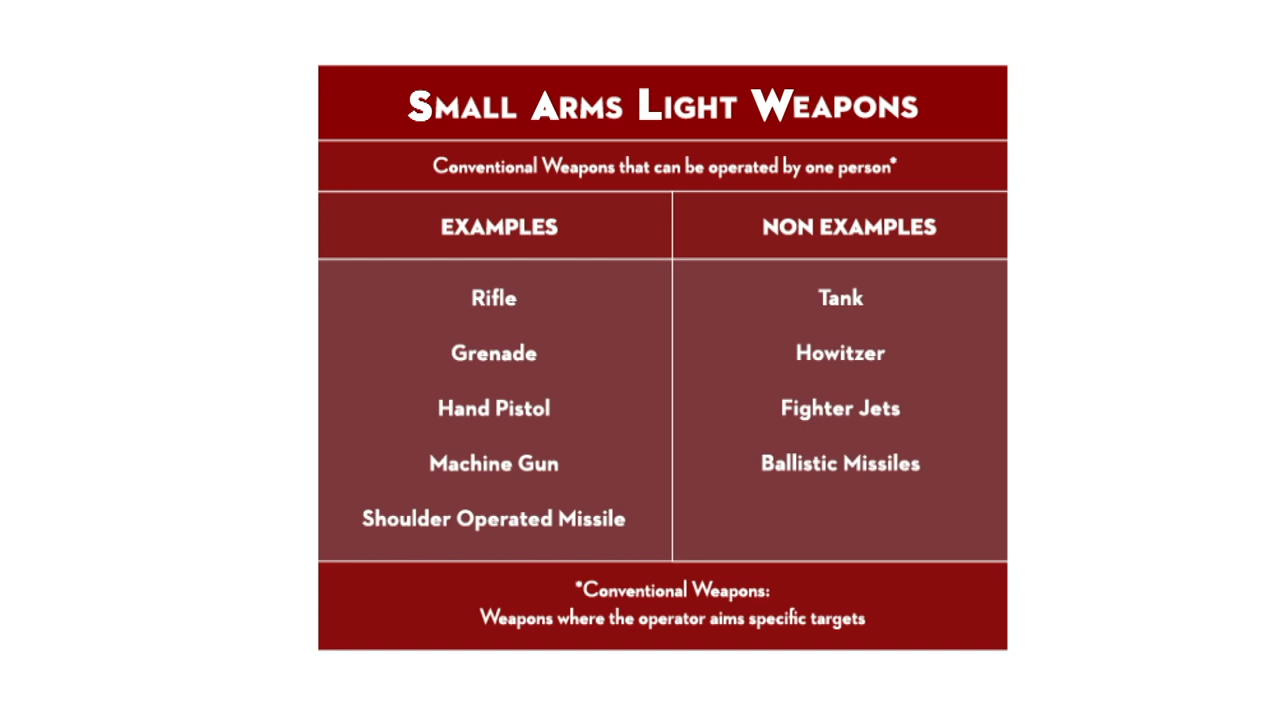 Small Arms Light Weapons
Conventional Weapons that can be operated by one person*
EXAMPLES
NON EXAMPLES
Rifle
Tank
Grenade
Howitzer
Hand Pistol
Fighter Jets
Machine Gun
Ballistic Missiles
Shoulder Operated Missile
*Conventional Weapons:
Weapons where the operator aims specific targets